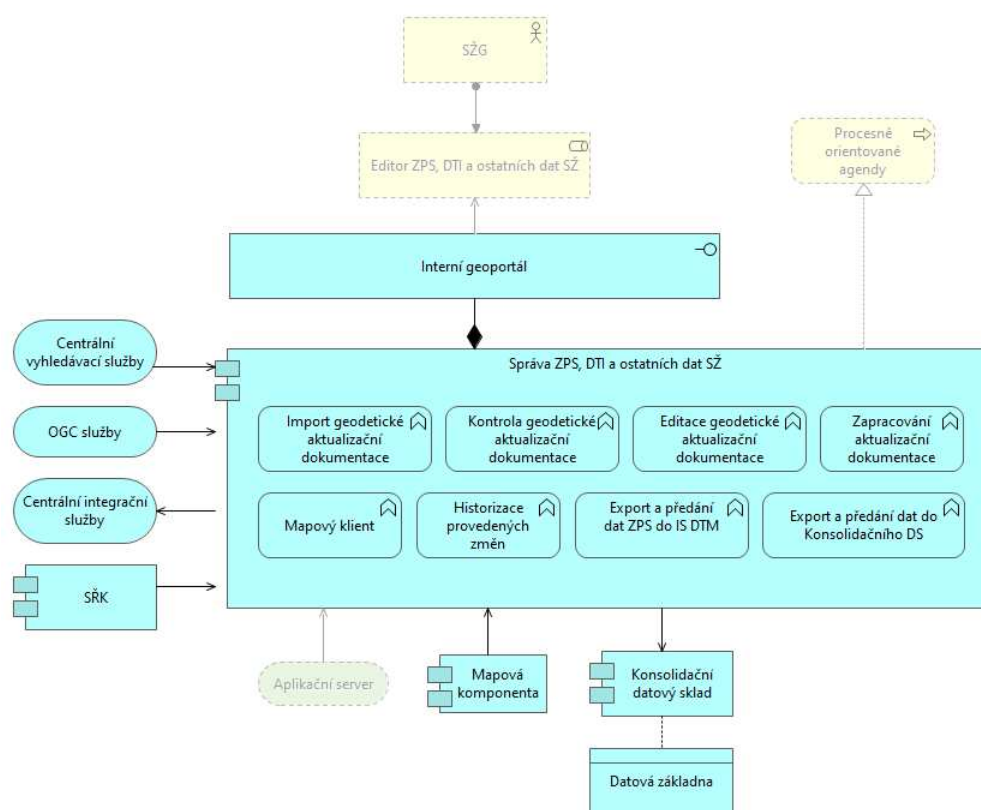 SŽG
Editor ZPS, DTI a ostatních dat SŽ
Procesně
orientované
agendy
Interní geoportál
Centrální
vyhledávací služby
OGC služby
Centrální integrační
služby
SŘK
Správa ZPS, DTI a ostatních dat SŽ
Import geodetické
aktualizační
dokumentace
Kontrola geodetické
aktualizační
dokumentace
Editace geodetické
aktualizační
dokumentace
Zapracování
aktualizační
dokumentace
Mapový klient
Historizace
provedených
změn
Export a předání
dat ZPS do IS DTM
Export a předání dat do
Konsolidačního DS
Aplikační server
Mapová
komponenta
Konsolidační
datový sklad
Datová základna